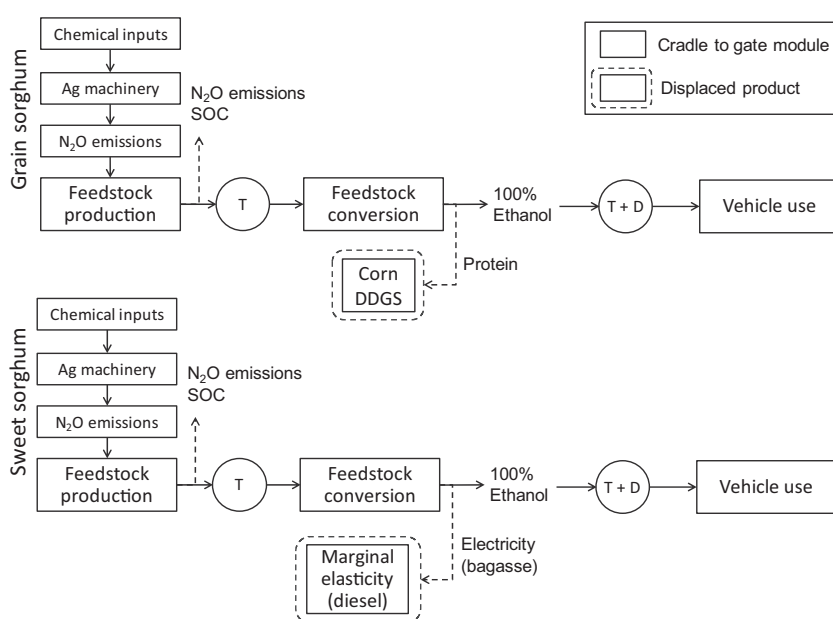 Grain sorghum
Chemical inputs
Ag machinery
N₂O emissions
Feedstock
production
N₂O emissions
SOC
T
Feedstock
conversion
100%
Ethanol
T + D
Vehicle use
Protein
Corn
DDGS
Cradle to gate module
Displaced product
Sweet sorghum
Chemical inputs
Ag machinery
N₂O emissions
Feedstock
production
N₂O emissions
SOC
T
Feedstock
conversion
100%
Ethanol
T + D
Vehicle use
Electricity
(bagasse)
Marginal
elasticity
(diesel)